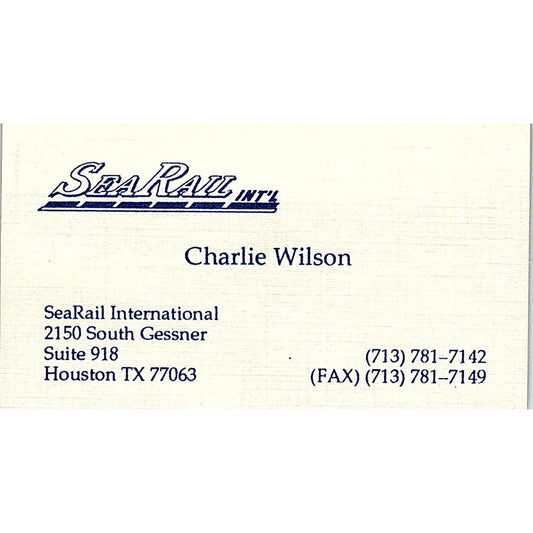 SEARAIL INT'L
Charlie Wilson
SeaRail International
2150 South Gessner
Suite 918
Houston TX 77063
(713) 781–7142
(FAX) (713) 781–7149